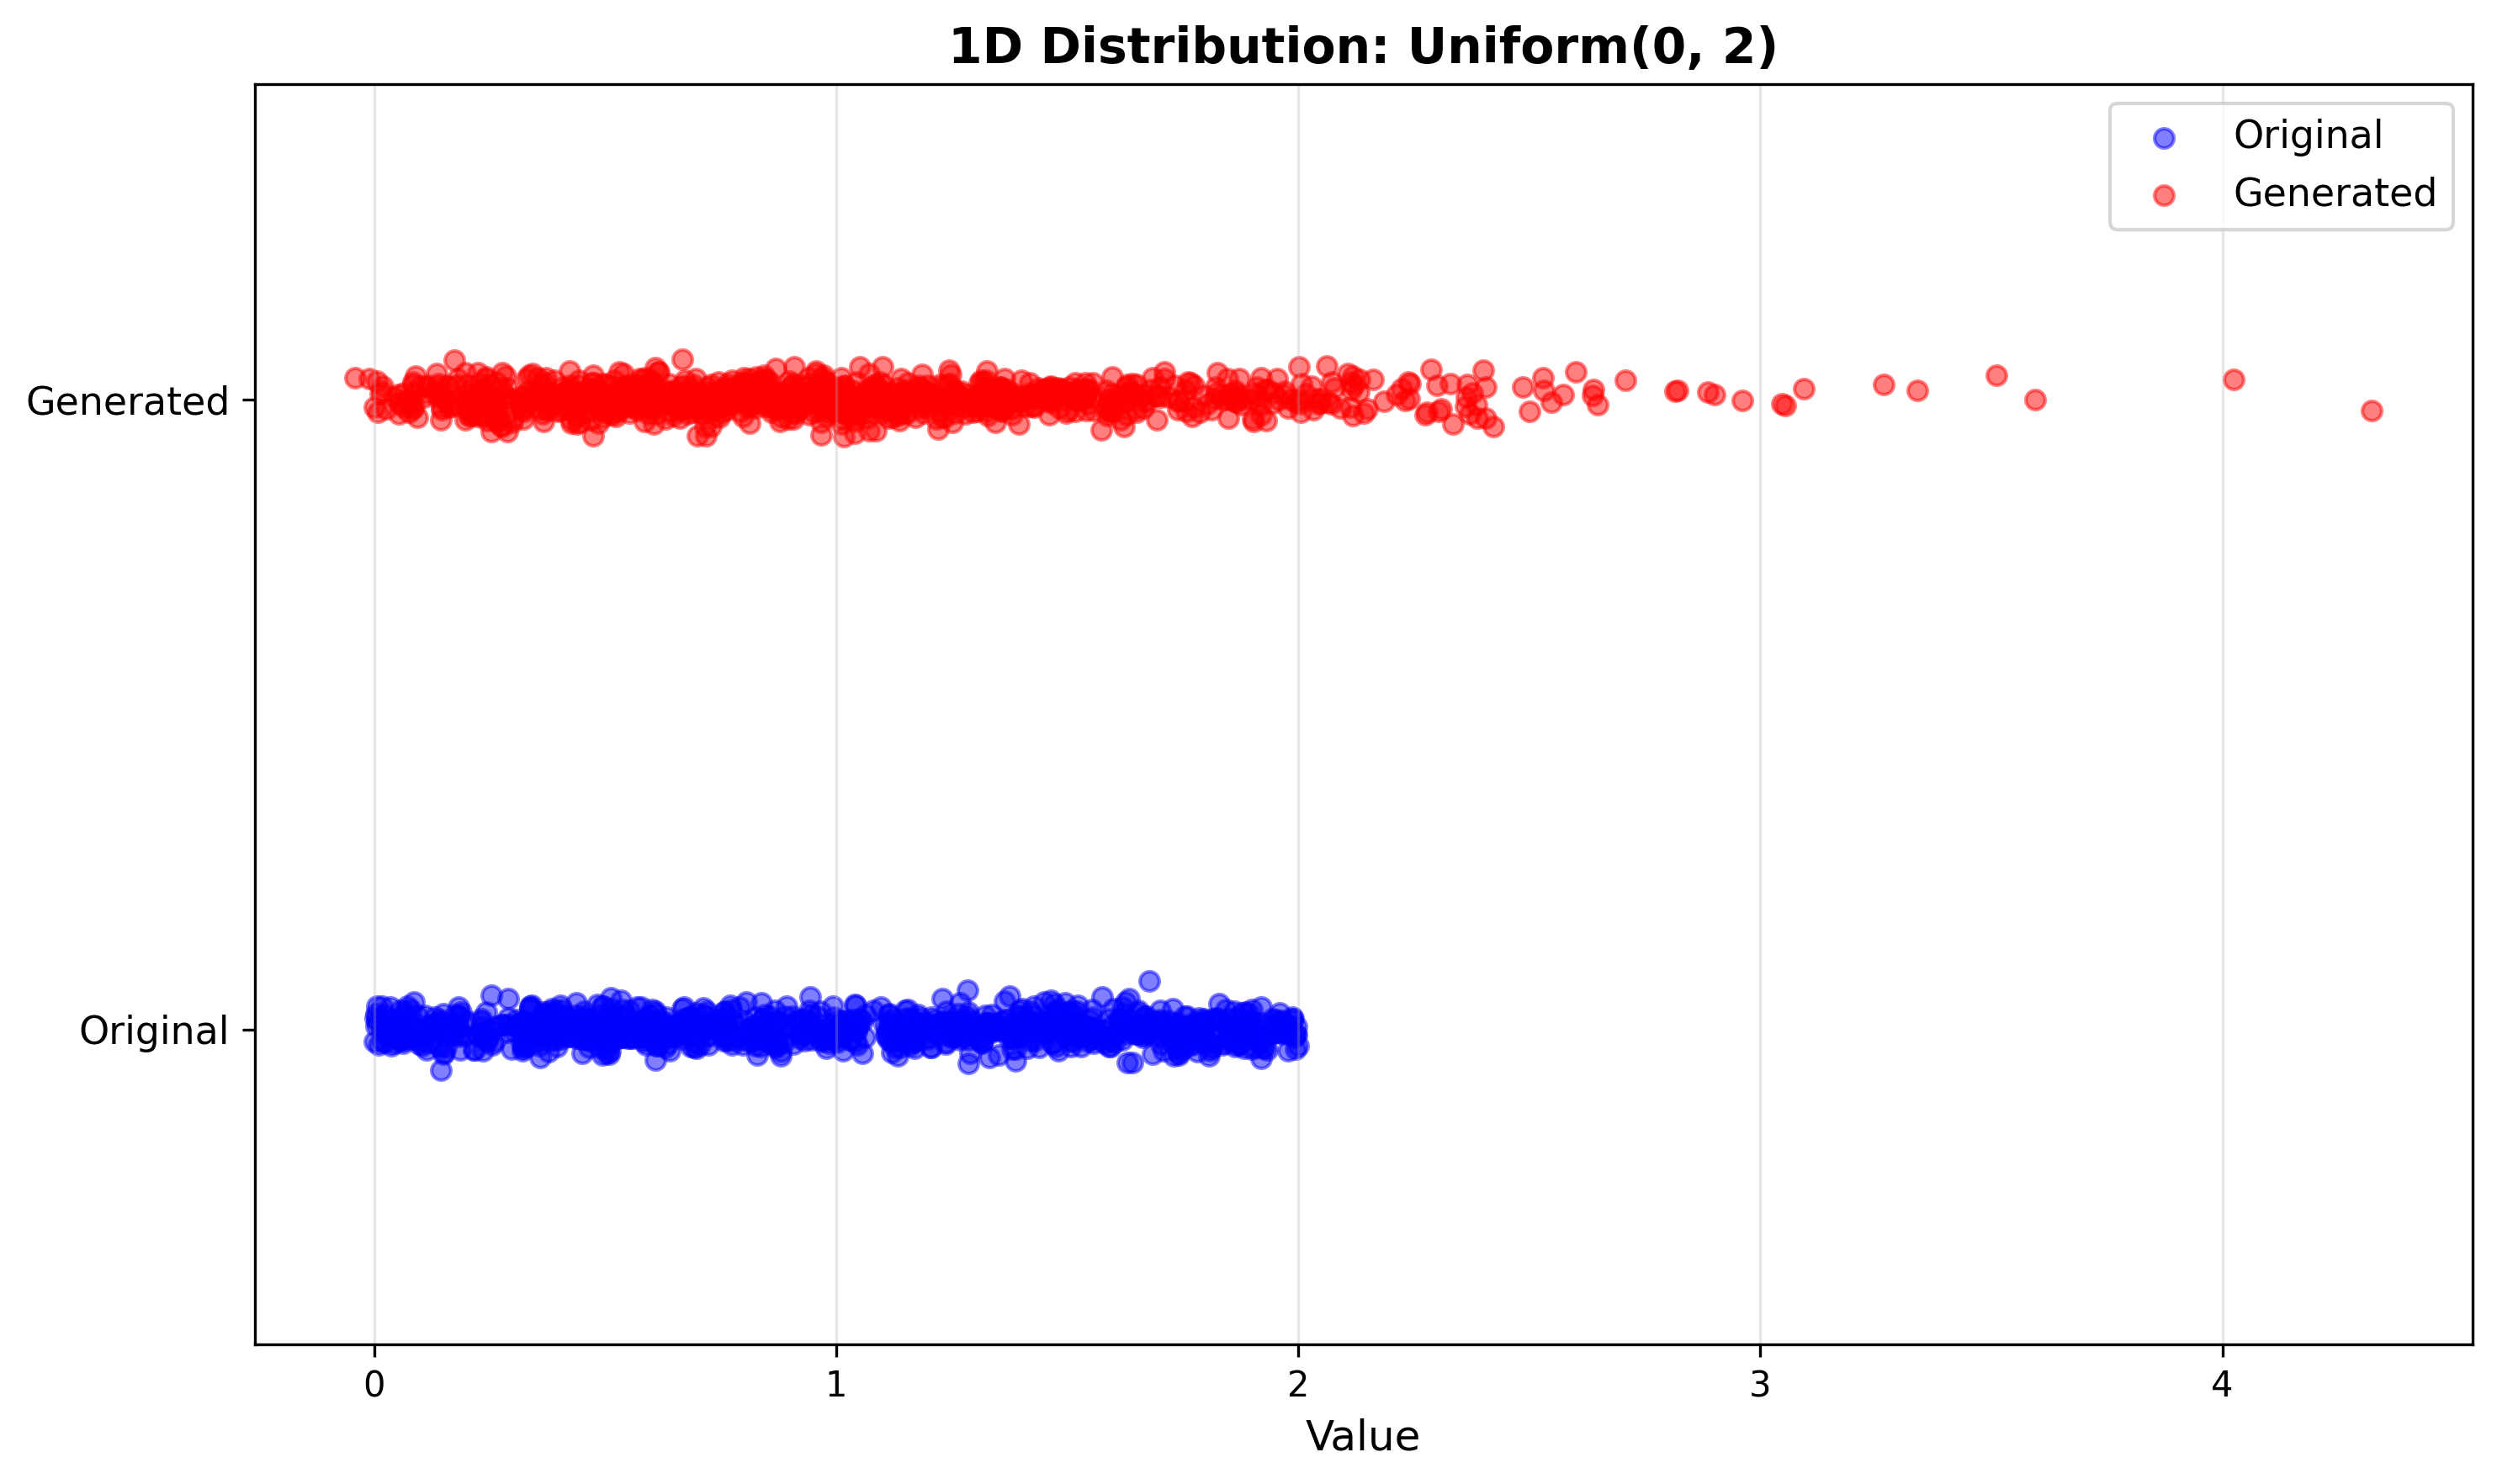 1D Distribution: Uniform(0, 2)
Original
Generated
Generated
Original
0 1 2 3 4
Value